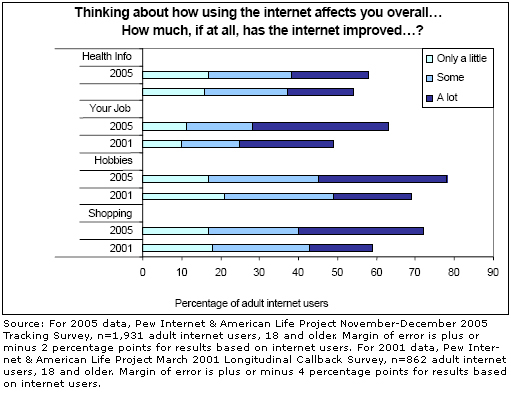 Thinking about how using the internet affects you overall…
How much, if at all, has the internet improved…?
Only a little
Some
A lot
Health Info
2005
Your Job
2005
2001
Hobbies
2005
2001
Shopping
2005
2001
0 10 20 30 40 50 60 70 80 90
Percentage of adult internet users
Source: For 2005 data, Pew Internet & American Life Project November-December 2005
Tracking Survey, n=1,931 adult internet users, 18 and older. Margin of error is plus or
minus 2 percentage points for results based on internet users. For 2001 data, Pew Inter-
net & American Life Project March 2001 Longitudinal Callback Survey, n=862 adult internet
users, 18 and older. Margin of error is plus or minus 4 percentage points for results based
on internet users.